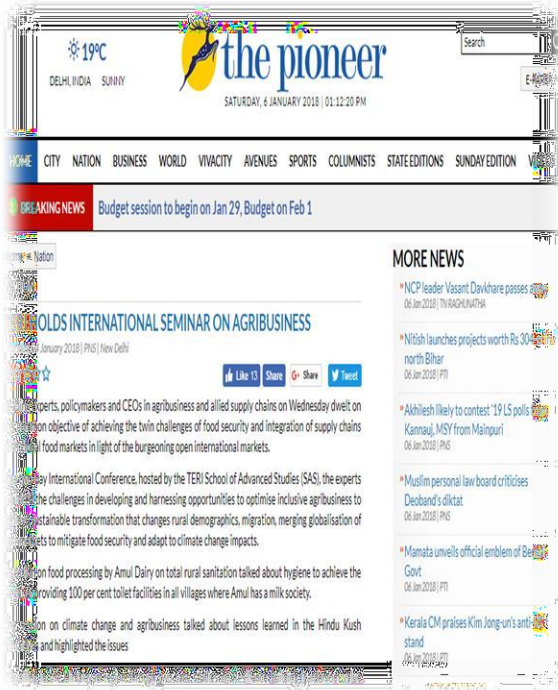 19°C
DELHI, INDIA SUNNY
the pioneer
SATURDAY, 6 JANUARY 2018 | 01:12:20 PM
Search
HOME CITY NATION BUSINESS WORLD VIVACITY AVENUES SPORTS COLUMNISTS STATE EDITIONS SUNDAY EDITION
BREAKING NEWS Budget session to begin on Jan 29, Budget on Feb 1
Nation
OLDS INTERNATIONAL SEMINAR ON AGRIBUSINESS
January 2018 | PNS | New Delhi
Like 13 Share G+ Share Tweet
experts, policymakers and CEOs in agribusiness and allied supply chains on Wednesday dwelt on
objective of achieving the twin challenges of food security and integration of supply chains
food markets in light of the burgeoning open international markets.
International Conference, hosted by the TERI School of Advanced Studies (SAS), the experts
the challenges in developing and harnessing opportunities to optimise inclusive agribusiness to
transformation that changes rural demographics, migration, merging globalisation of
to mitigate food security and adapt to climate change impacts.
on food processing by Amul Dairy on total rural sanitation talked about hygiene to achieve the
providing 100 per cent toilet facilities in all villages where Amul has a milk society.
on climate change and agribusiness talked about lessons learned in the Hindu Kush
and highlighted the issues
MORE NEWS
NCP leader Vasant Davkhare passes
06 Jan 2018 | TN RAGHUNATHA
Nitish launches projects worth Rs
north Bihar
06 Jan 2018 | PTI
Akhilesh likely to contest '19 LS polls
Kannauj, MSY from Mainpuri
06 Jan 2018 | PNS
Muslim personal law board criticises
Deoband's diktat
06 Jan 2018 | PNS
Mamata unveils official emblem of
Govt
06 Jan 2018 | PTI
Kerala CM praises Kim Jong-un's
stand
06 Jan 2018 | PTI